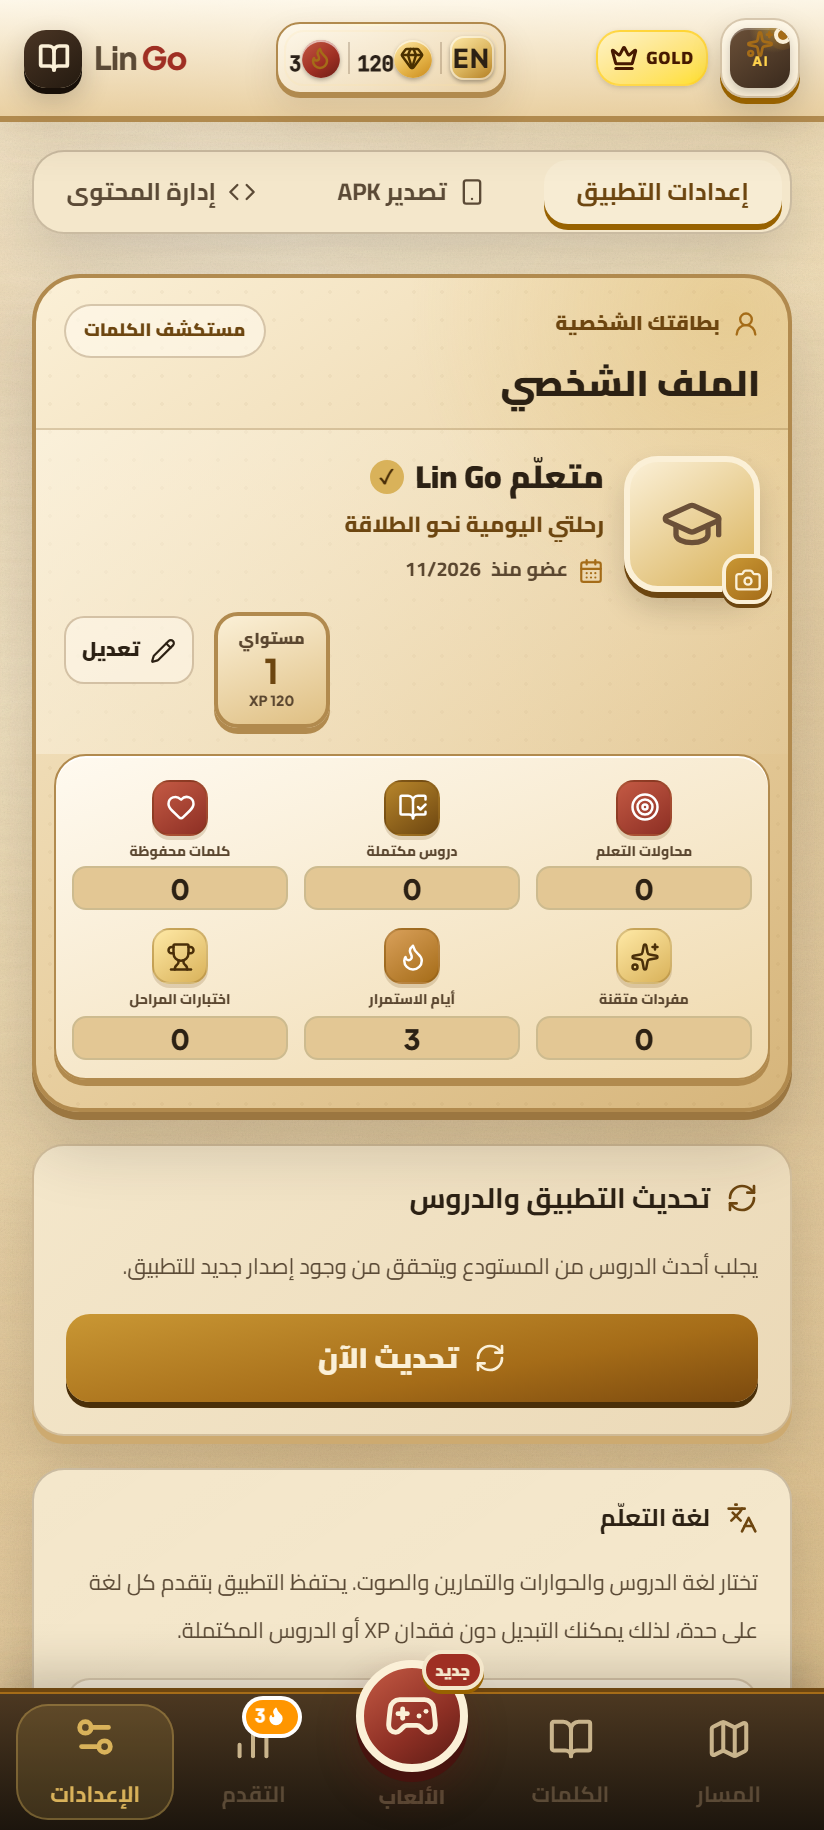 Lin Go
3
120
EN
GOLD
AI
إعدادات التطبيق
تصدير APK
إدارة المحتوى
بطاقتك الشخصية
مستكشف الكلمات
الملف الشخصي
متعلّم Lin Go
رحلتي اليومية نحو الطلاقة
عضو منذ 11/2026
مستواي
1
XP 120
تعديل
محاولات التعلم
0
دروس مكتملة
0
كلمات محفوظة
0
مفردات متقنة
0
أيام الاستمرار
3
اختبارات المراحل
0
تحديث التطبيق والدروس
يجلب أحدث الدروس من المستودع ويتحقق من وجود إصدار جديد للتطبيق.
تحديث الآن
لغة التعلّم
تختار لغة الدروس والحوارات والتمارين والصوت. يحتفظ التطبيق بتقدم كل لغة
على حدة، لذلك يمكنك التبديل دون فقدان XP أو الدروس المكتملة.
المسار
الكلمات
جديد
الألعاب
3
التقدم
الإعدادات